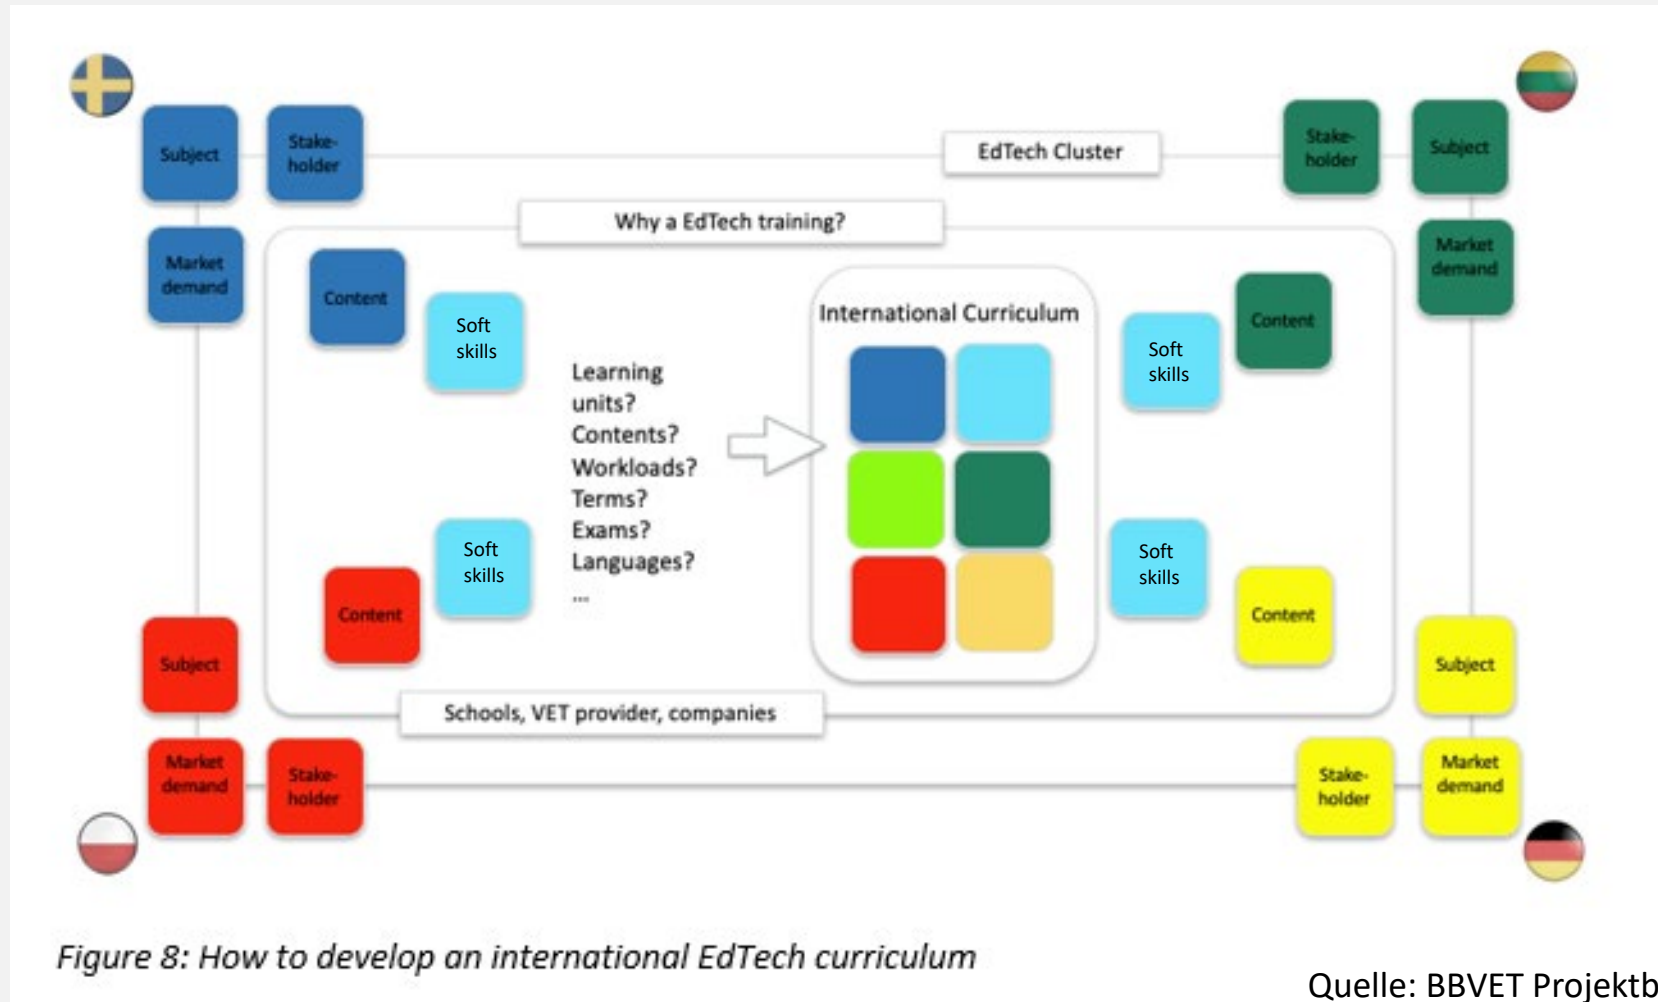 Subject
Stake-
holder
EdTech Cluster
Stake-
holder
Subject
Market
demand
Why a EdTech training?
Market
demand
Content
Soft
skills
International Curriculum
Soft
skills
Content
Learning
units?
Contents?
Workloads?
Terms?
Exams?
Languages?
...
Content
Soft
skills
Soft
skills
Content
Subject
Subject
Schools, VET provider, companies
Market
demand
Stake-
holder
Stake-
holder
Market
demand
Figure 8: How to develop an international EdTech curriculum
Quelle: BBVET Projektb